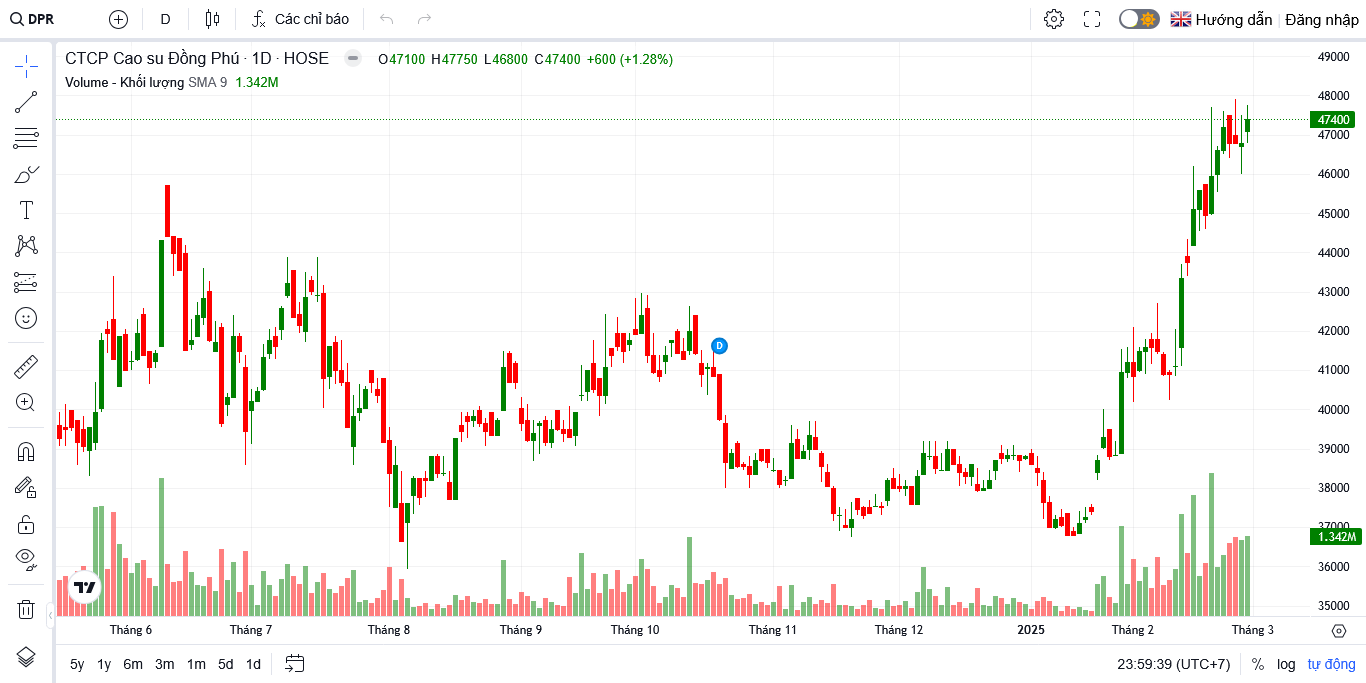 DPR D Các chỉ báo Hướng dẫn Đăng nhập
CTCP Cao su Đồng Phú · 1D · HOSE O47100 H47750 L46800 C47400 +600 (+1.28%)
Volume - Khối lượng SMA 9 1.342M
49000
48000
47400
47000
46000
45000
44000
43000
42000
D
41000
40000
39000
38000
37000
1.342M
36000
35000
Tháng 6 Tháng 7 Tháng 8 Tháng 9 Tháng 10 Tháng 11 Tháng 12 2025 Tháng 2 Tháng 3
5y 1y 6m 3m 1m 5d 1d 23:59:39 (UTC+7) % log tự động